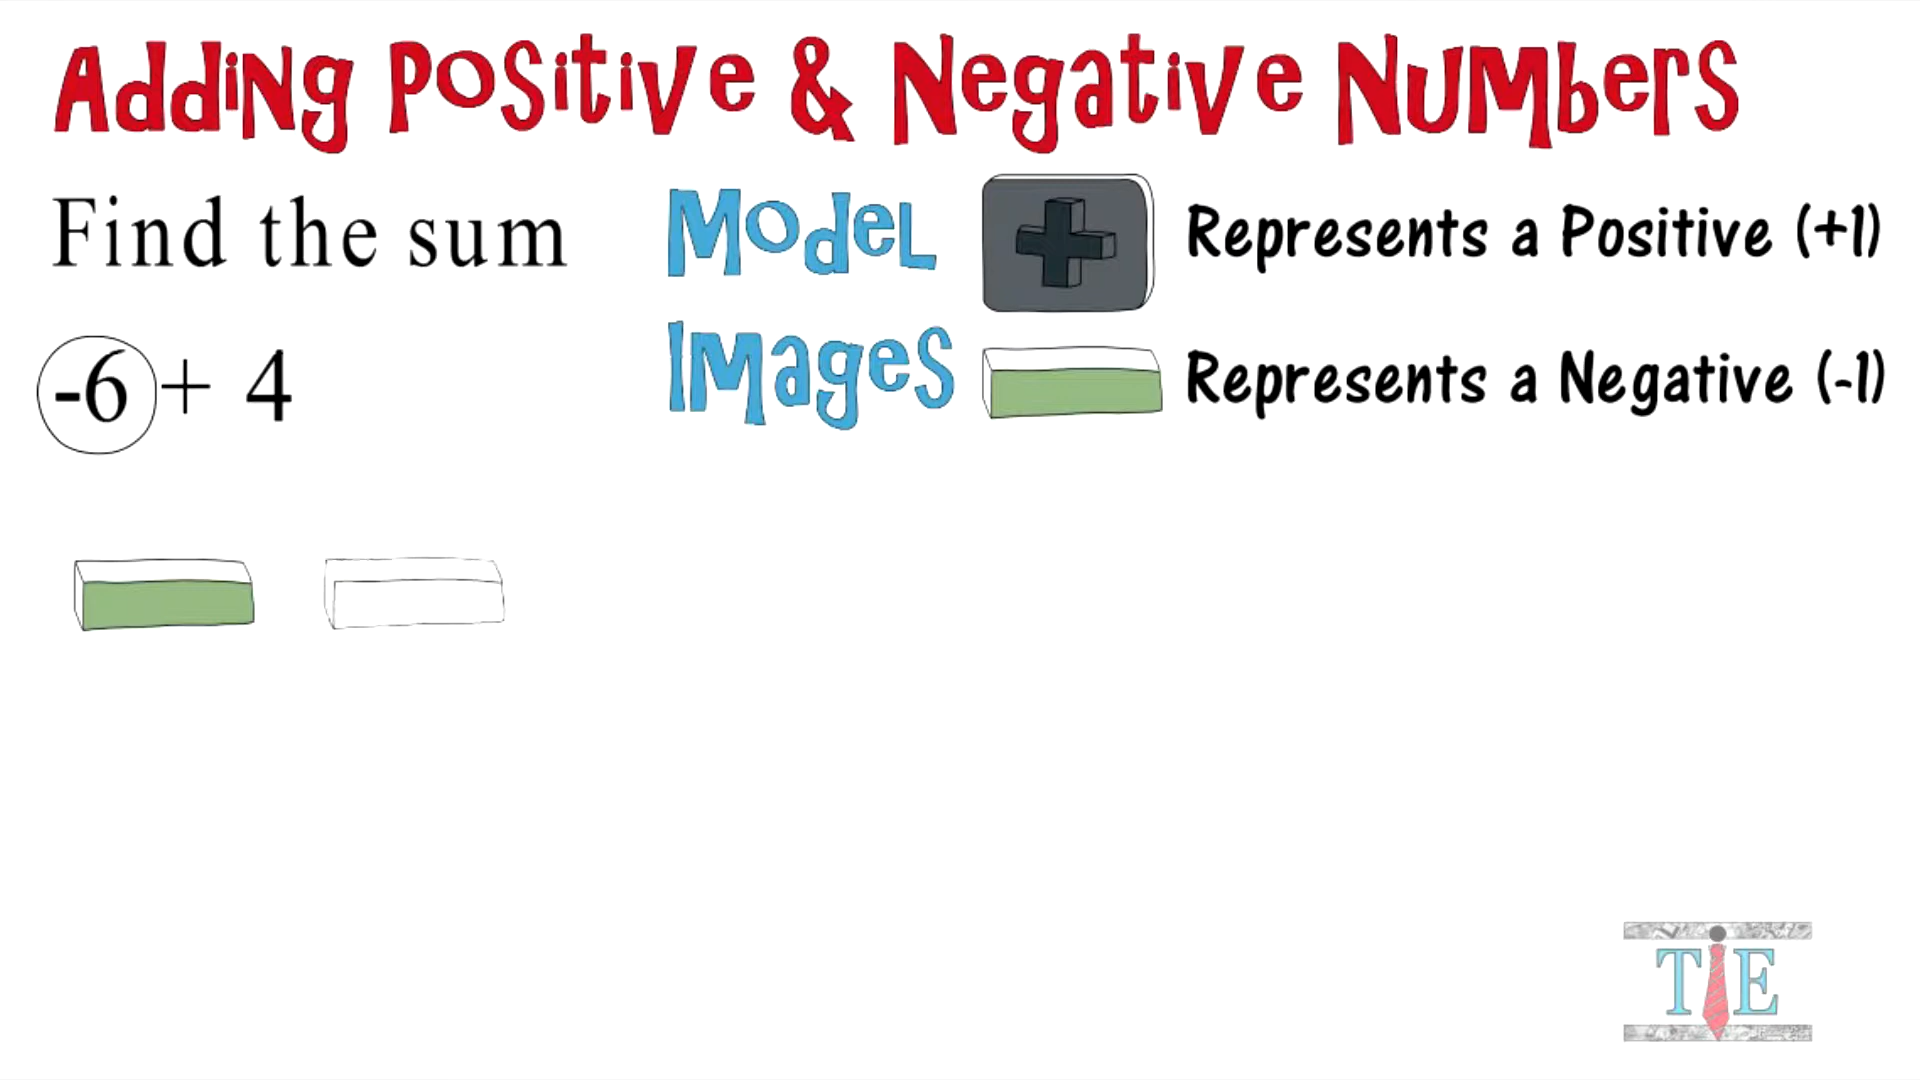 Adding Positive & Negative Numbers
Find the sum
Model
Images
Represents a Positive (+1)
Represents a Negative (-1)
-6 + 4
TIE